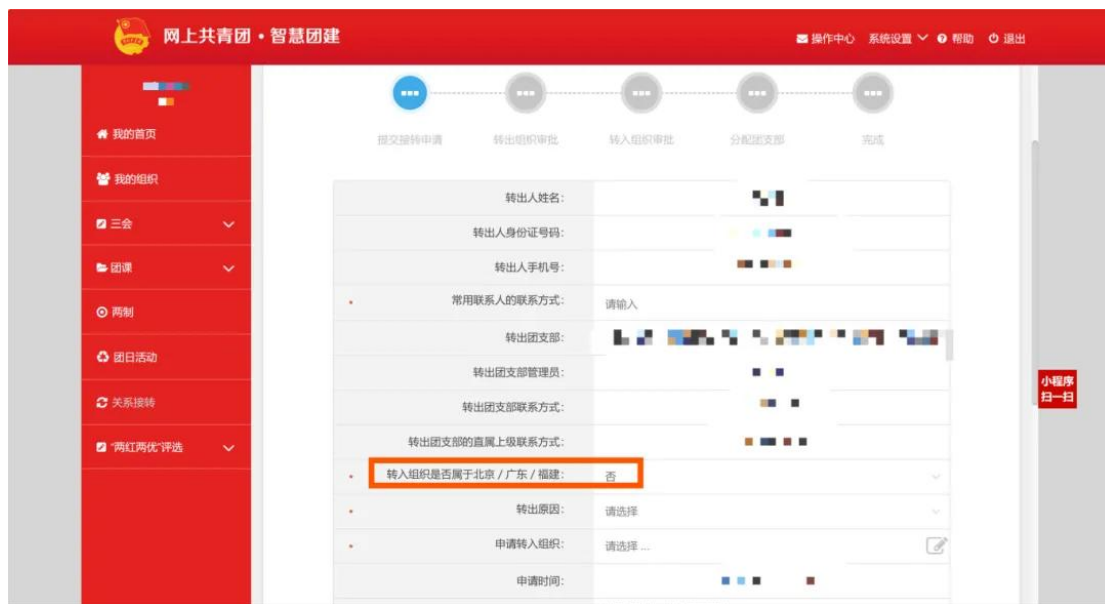 网上共青团·智慧团建
操作中心 系统设置 帮助 退出
我的首页
我的组织
三会
团课
两制
团日活动
关系接转
“两红两优”评选
提交接转申请 转出组织审批 转入组织审批 分配团支部 完成
转出人姓名:
转出人身份证号码:
转出人手机号:
常用联系人的联系方式: 请输入
转出团支部:
转出团支部管理员:
转出团支部联系方式:
转出团支部的直属上级联系方式:
转入组织是否属于北京/广东/福建: 否
转出原因: 请选择
申请转入组织: 请选择 ...
申请时间:
小程序
扫一扫